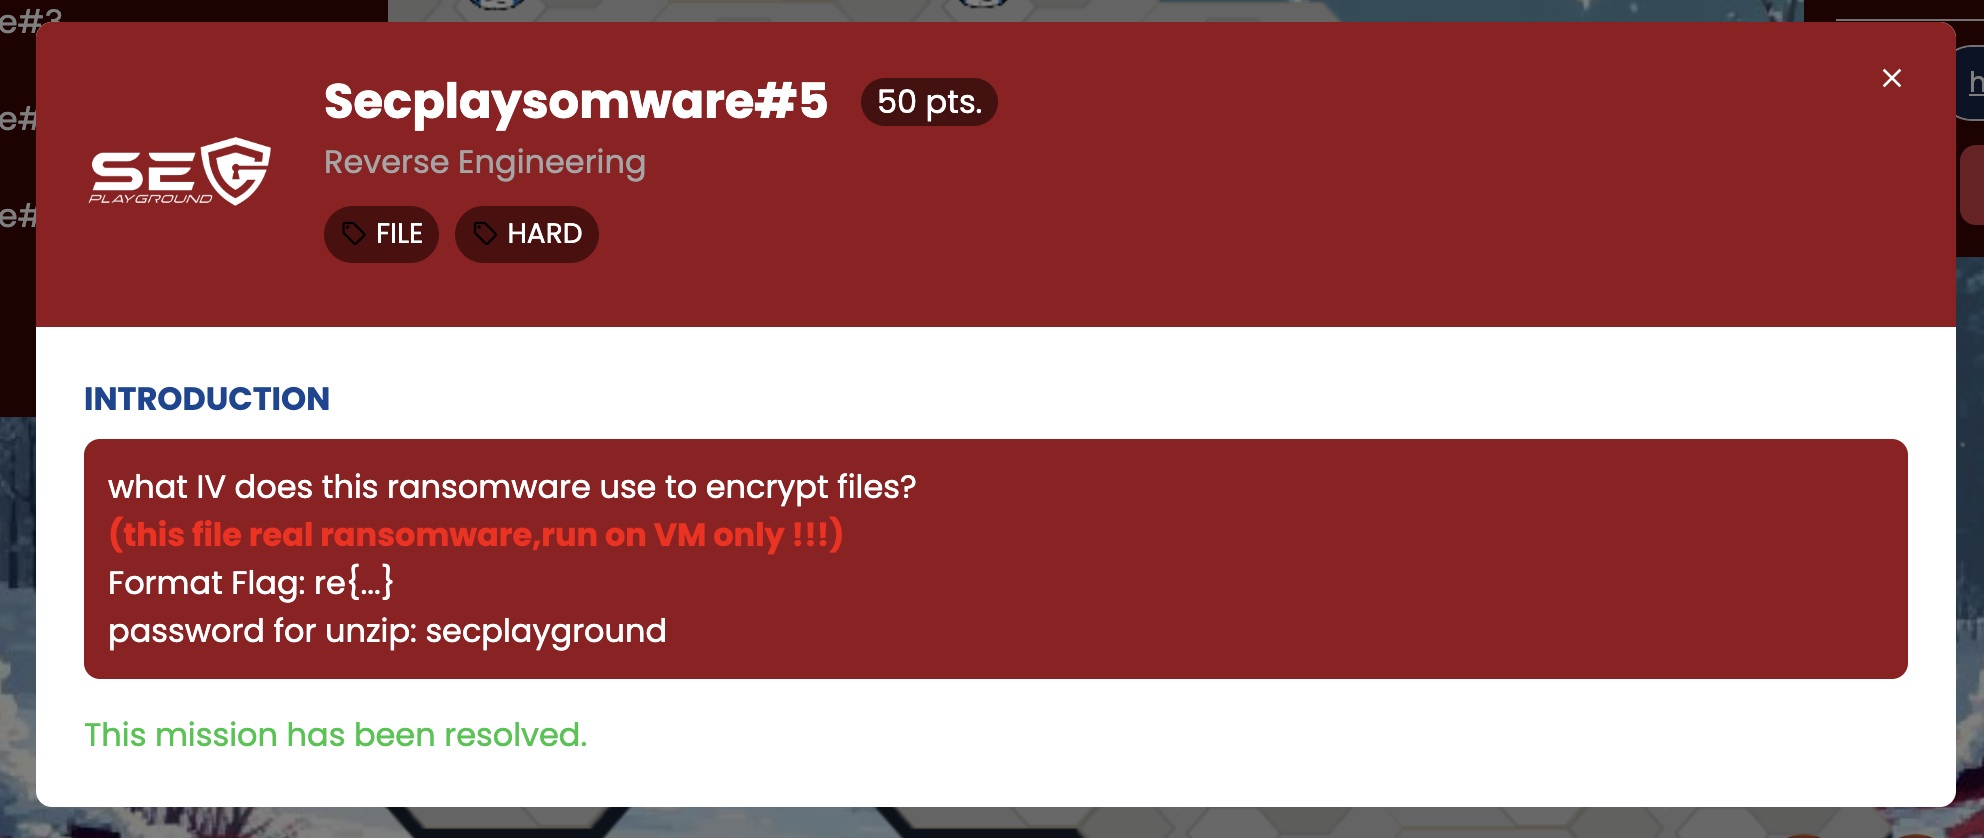 e#3
e#
e#
h
Secplaysomware#5
50 pts.
Reverse Engineering
SEC
PLAYGROUND
FILE
HARD
INTRODUCTION
what IV does this ransomware use to encrypt files?
(this file real ransomware,run on VM only !!!)
Format Flag: re{...}
password for unzip: secplayground
This mission has been resolved.